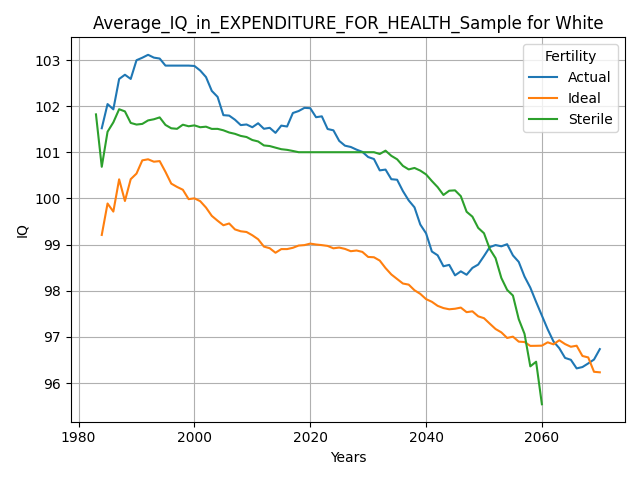 Average_IQ_in_EXPENDITURE_FOR_HEALTH_Sample for White
IQ
103
102
101
100
99
98
97
96
1980
2000
2020
2040
2060
Years
Fertility
Actual
Ideal
Sterile